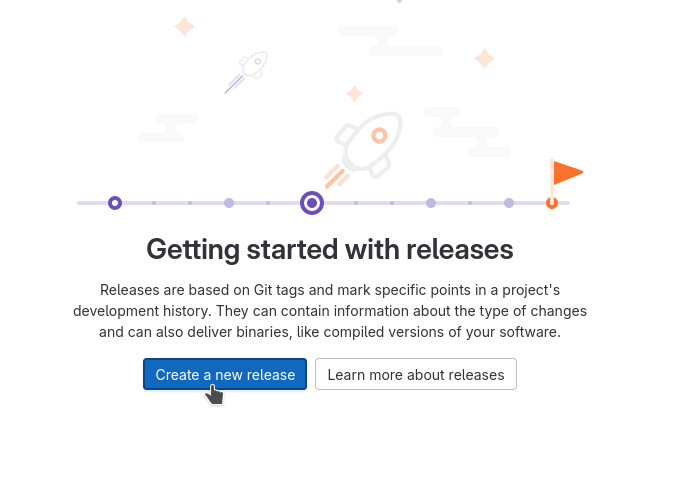 Getting started with releases
Releases are based on Git tags and mark specific points in a project's
development history. They can contain information about the type of changes
and can also deliver binaries, like compiled versions of your software.
Create a new release
Learn more about releases